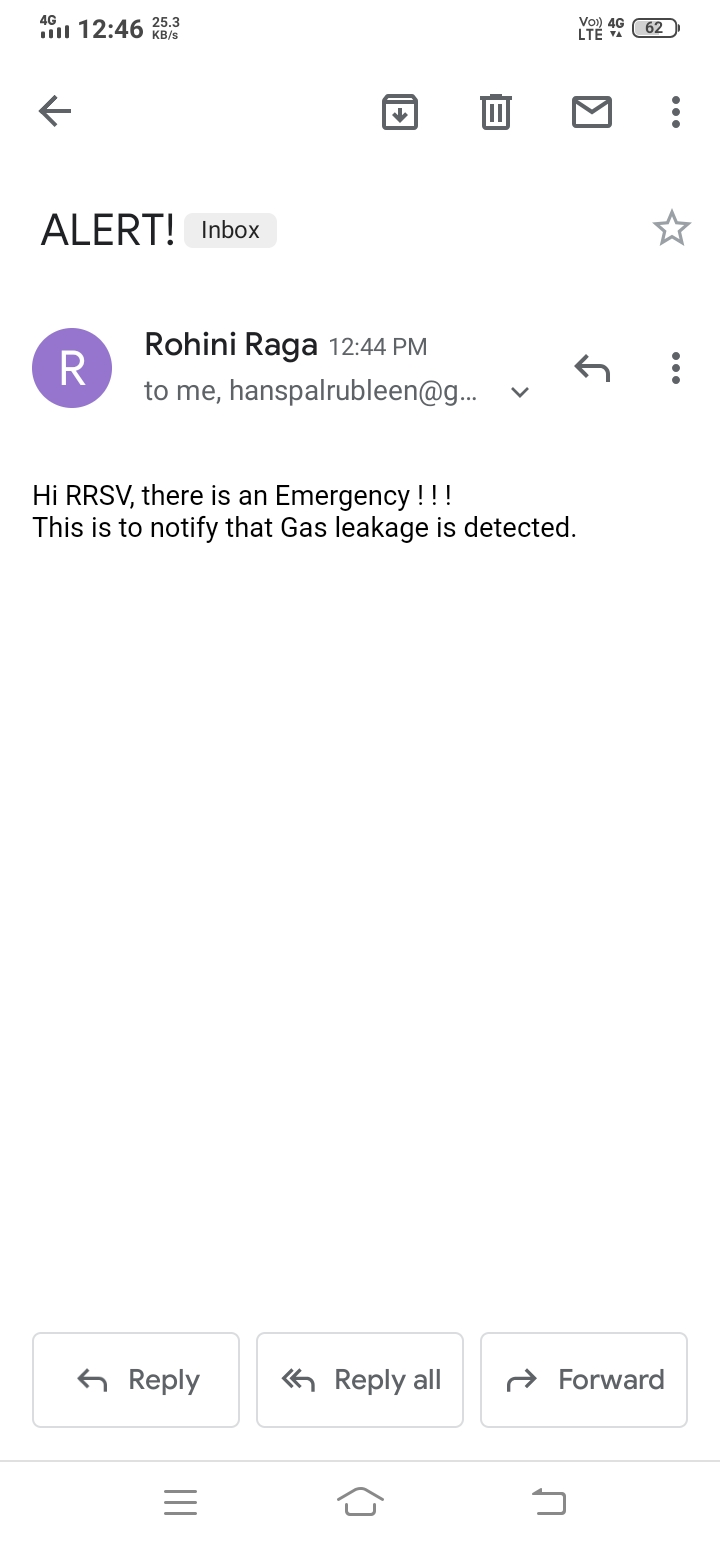 4G 12:46 25.3 KB/s Vo)) LTE 4G 62
ALERT! Inbox
Rohini Raga 12:44 PM
to me, hanspalrubleen@g...
R
Hi RRSV, there is an Emergency ! ! !
This is to notify that Gas leakage is detected.
Reply Reply all Forward